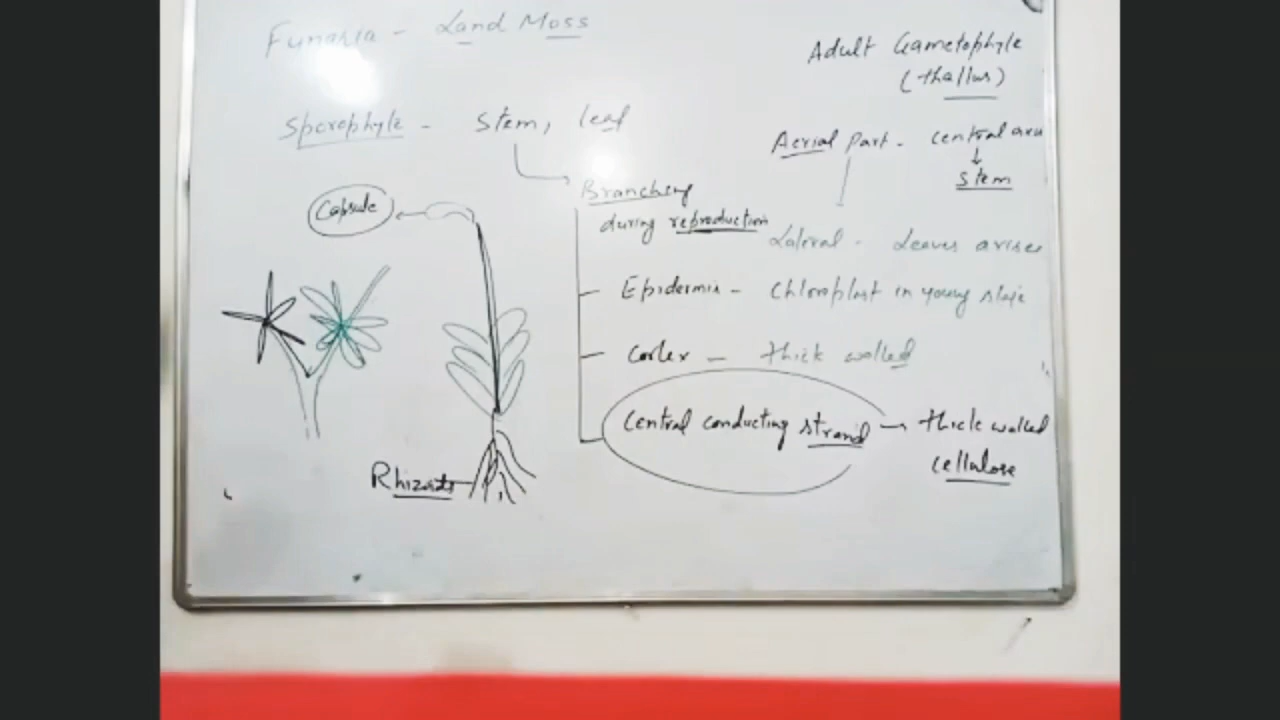 Funaria - Land Moss
Adult Gametophyte
(thallus)
Sporophyte - stem, leaf
Aerial part - central axis
stem
Capsule
Branching
during reproduction
Lateral - Leaves arises
Epidermis - Chloroplast in young stage
Cortex - thick walled
Central conducting strand
thick walled
cellulose
Rhizoids